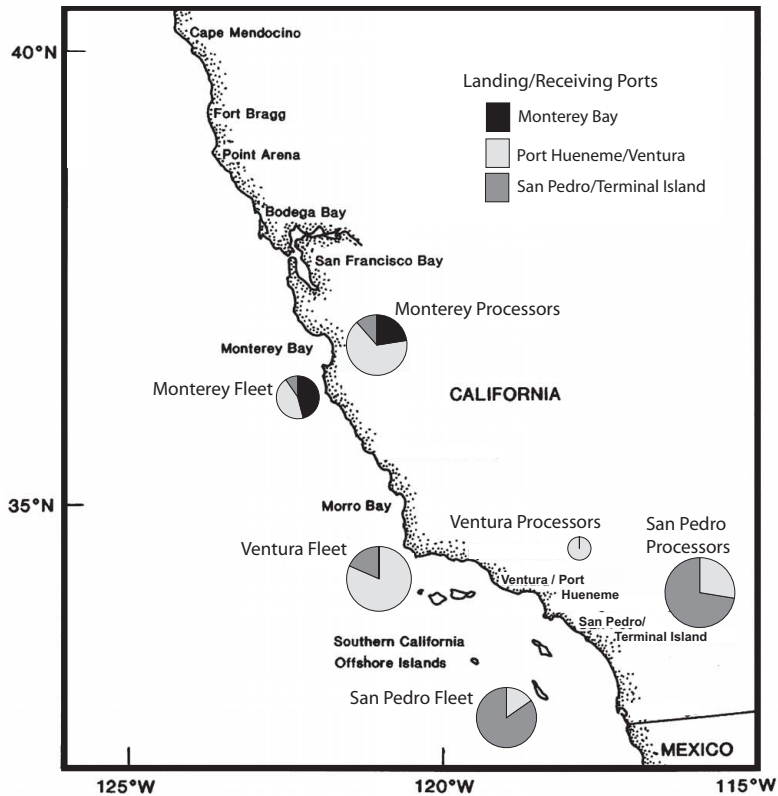 40°N
Cape Mendocino
Fort Bragg
Point Arena
Bodega Bay
San Francisco Bay
Landing/Receiving Ports
Monterey Bay
Port Hueneme/Ventura
San Pedro/Terminal Island
Monterey Processors
Monterey Bay
Monterey Fleet
CALIFORNIA
35°N
Morro Bay
Ventura Processors
San Pedro
Processors
Ventura Fleet
Ventura / Port
Hueneme
San Pedro/
Terminal Island
Southern California
Offshore Islands
San Pedro Fleet
MEXICO
125°W
120°W
115°W